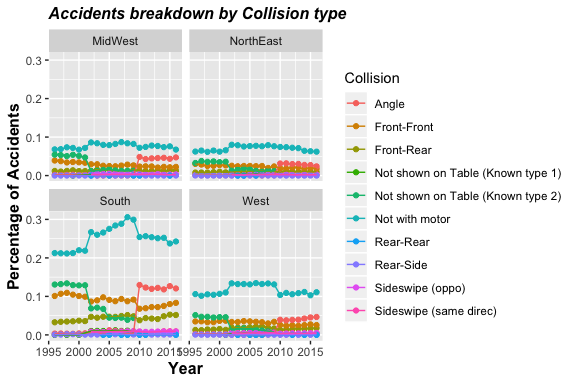 Accidents breakdown by Collision type
MidWest
NorthEast
0.3
0.2
0.1
0.0
South
West
0.3
0.2
0.1
0.0
1995 2000 2005 2010 2015
1995 2000 2005 2010 2015
Year
Percentage of Accidents
Collision
Angle
Front-Front
Front-Rear
Not shown on Table (Known type 1)
Not shown on Table (Known type 2)
Not with motor
Rear-Rear
Rear-Side
Sideswipe (oppo)
Sideswipe (same direc)